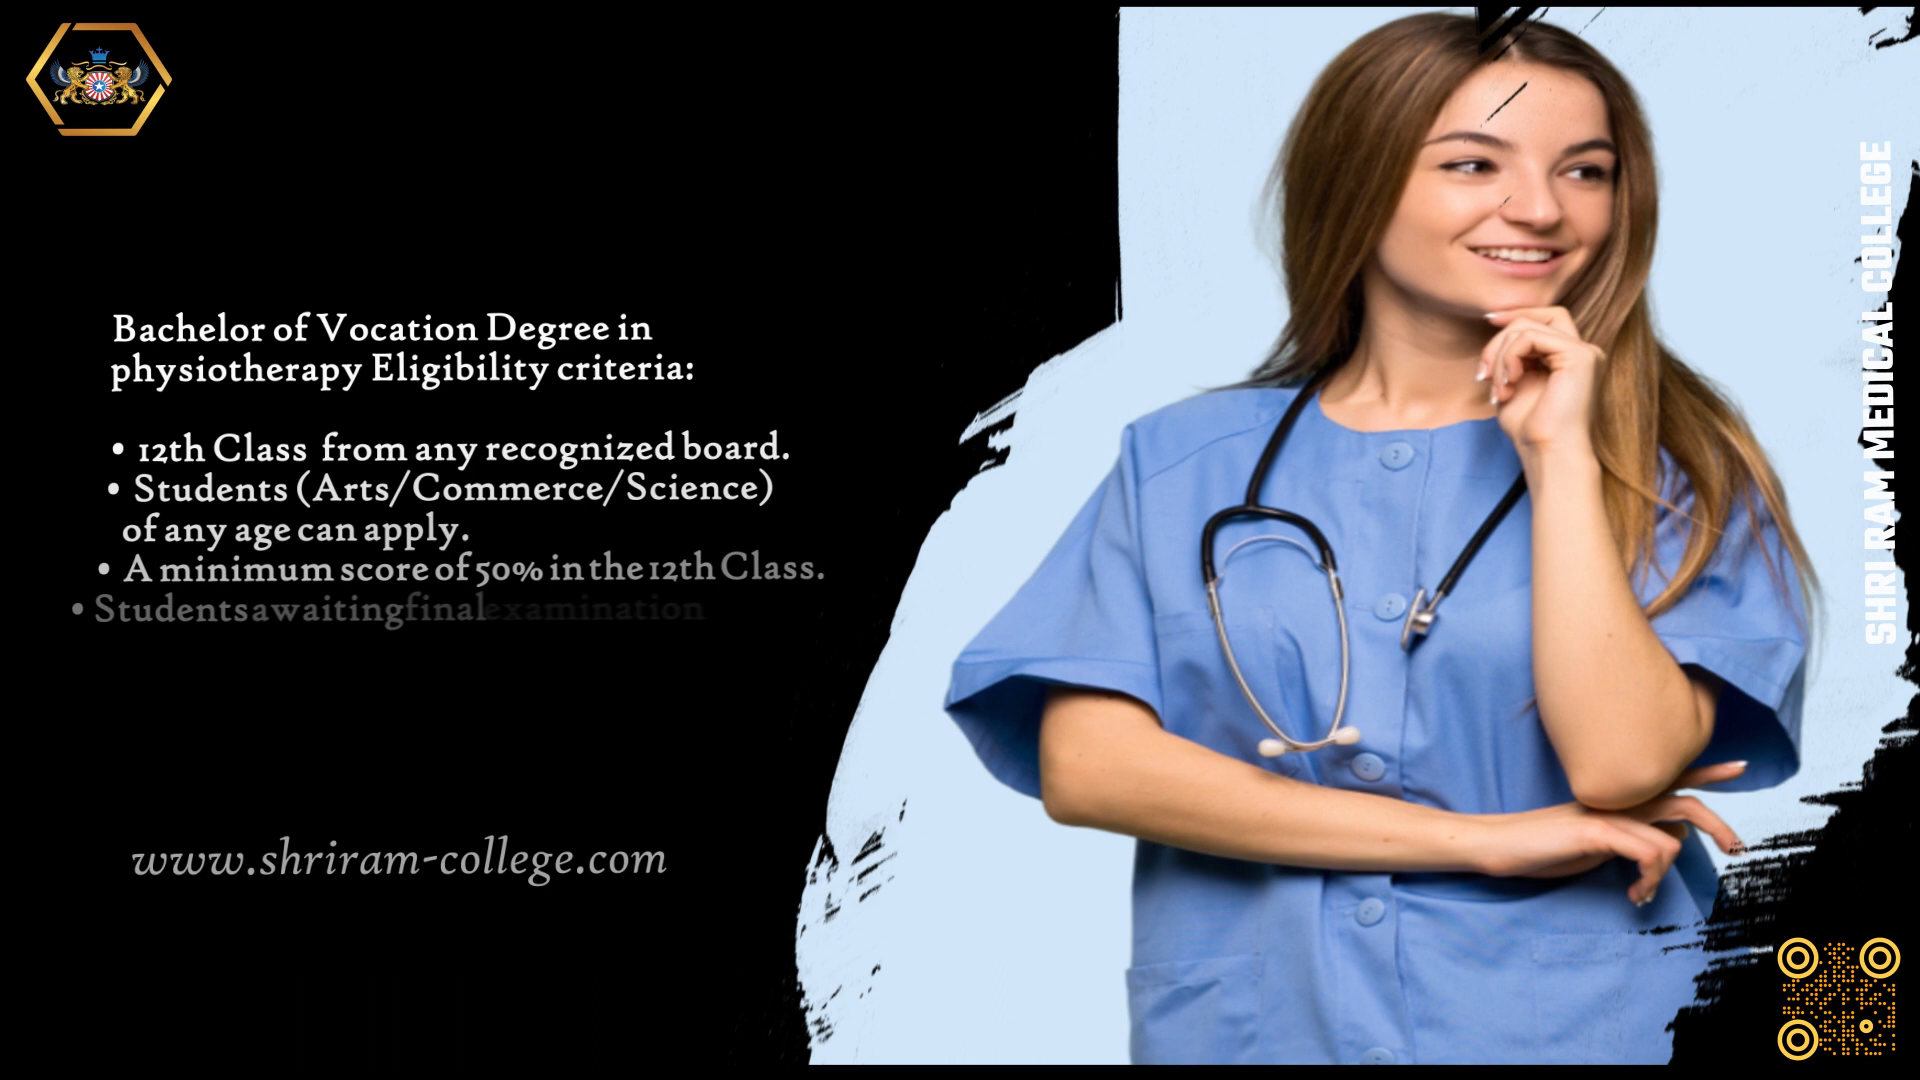 Bachelor of Vocation Degree in
physiotherapy Eligibility criteria:
• 12th Class from any recognized board.
• Students (Arts/Commerce/Science)
of any age can apply.
• A minimum score of 50% in the 12th Class.
• Students awaiting final examination
www.shriram-college.com
SHRI RAM MEDICAL COLLEGE